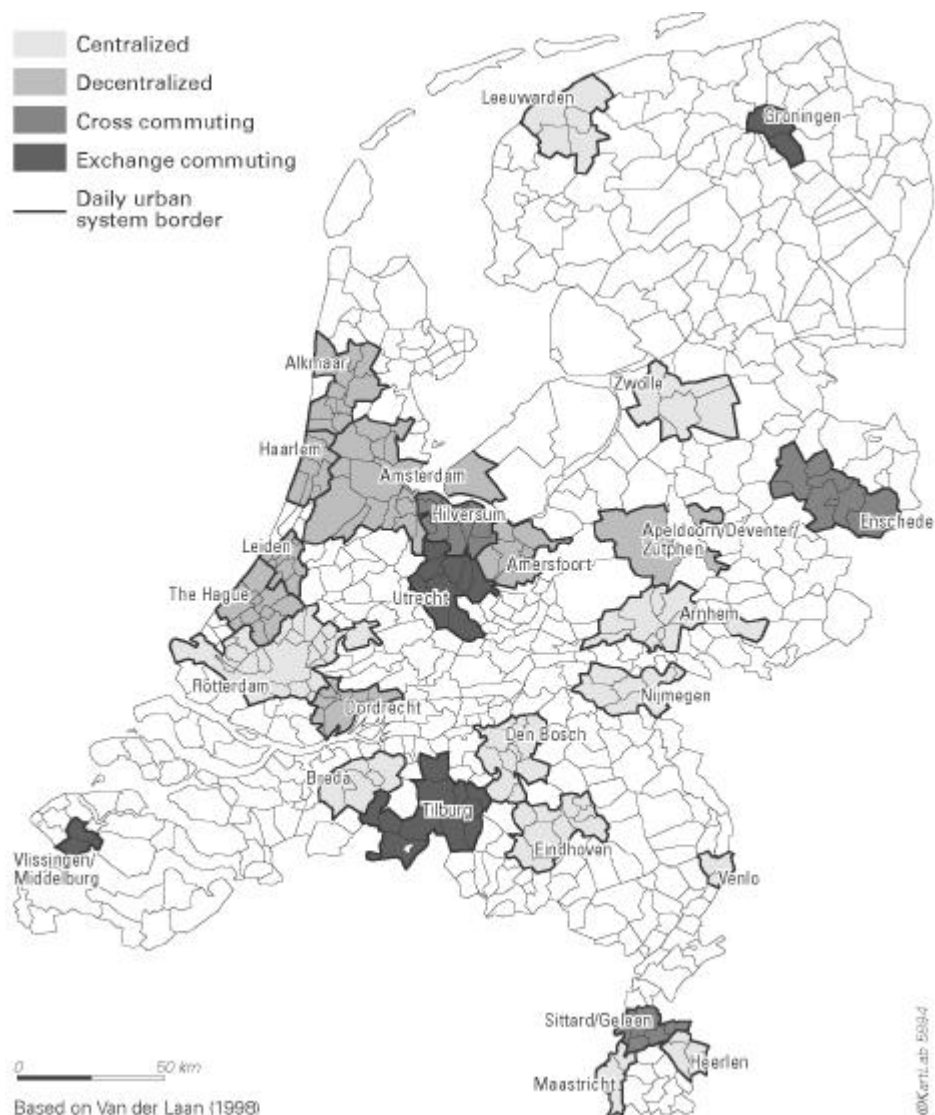 Centralized
Decentralized
Cross commuting
Exchange commuting
Daily urban
system border
Leeuwarden
Groningen
Alkmaar
Zwolle
Haarlem
Amsterdam
Hilversum
Enschede
Leiden
Apeldoorn/Deventer/
Zutphen
Amersfoort
The Hague
Utrecht
Arnhem
Rotterdam
Nijmegen
Dordrecht
Den Bosch
Breda
Tilburg
Eindhoven
Vlissingen/
Middelburg
Venlo
Sittard/Geleen
Heerlen
Maastricht
0 50 km
Based on Van der Laan (1998)
@KartLab 5894